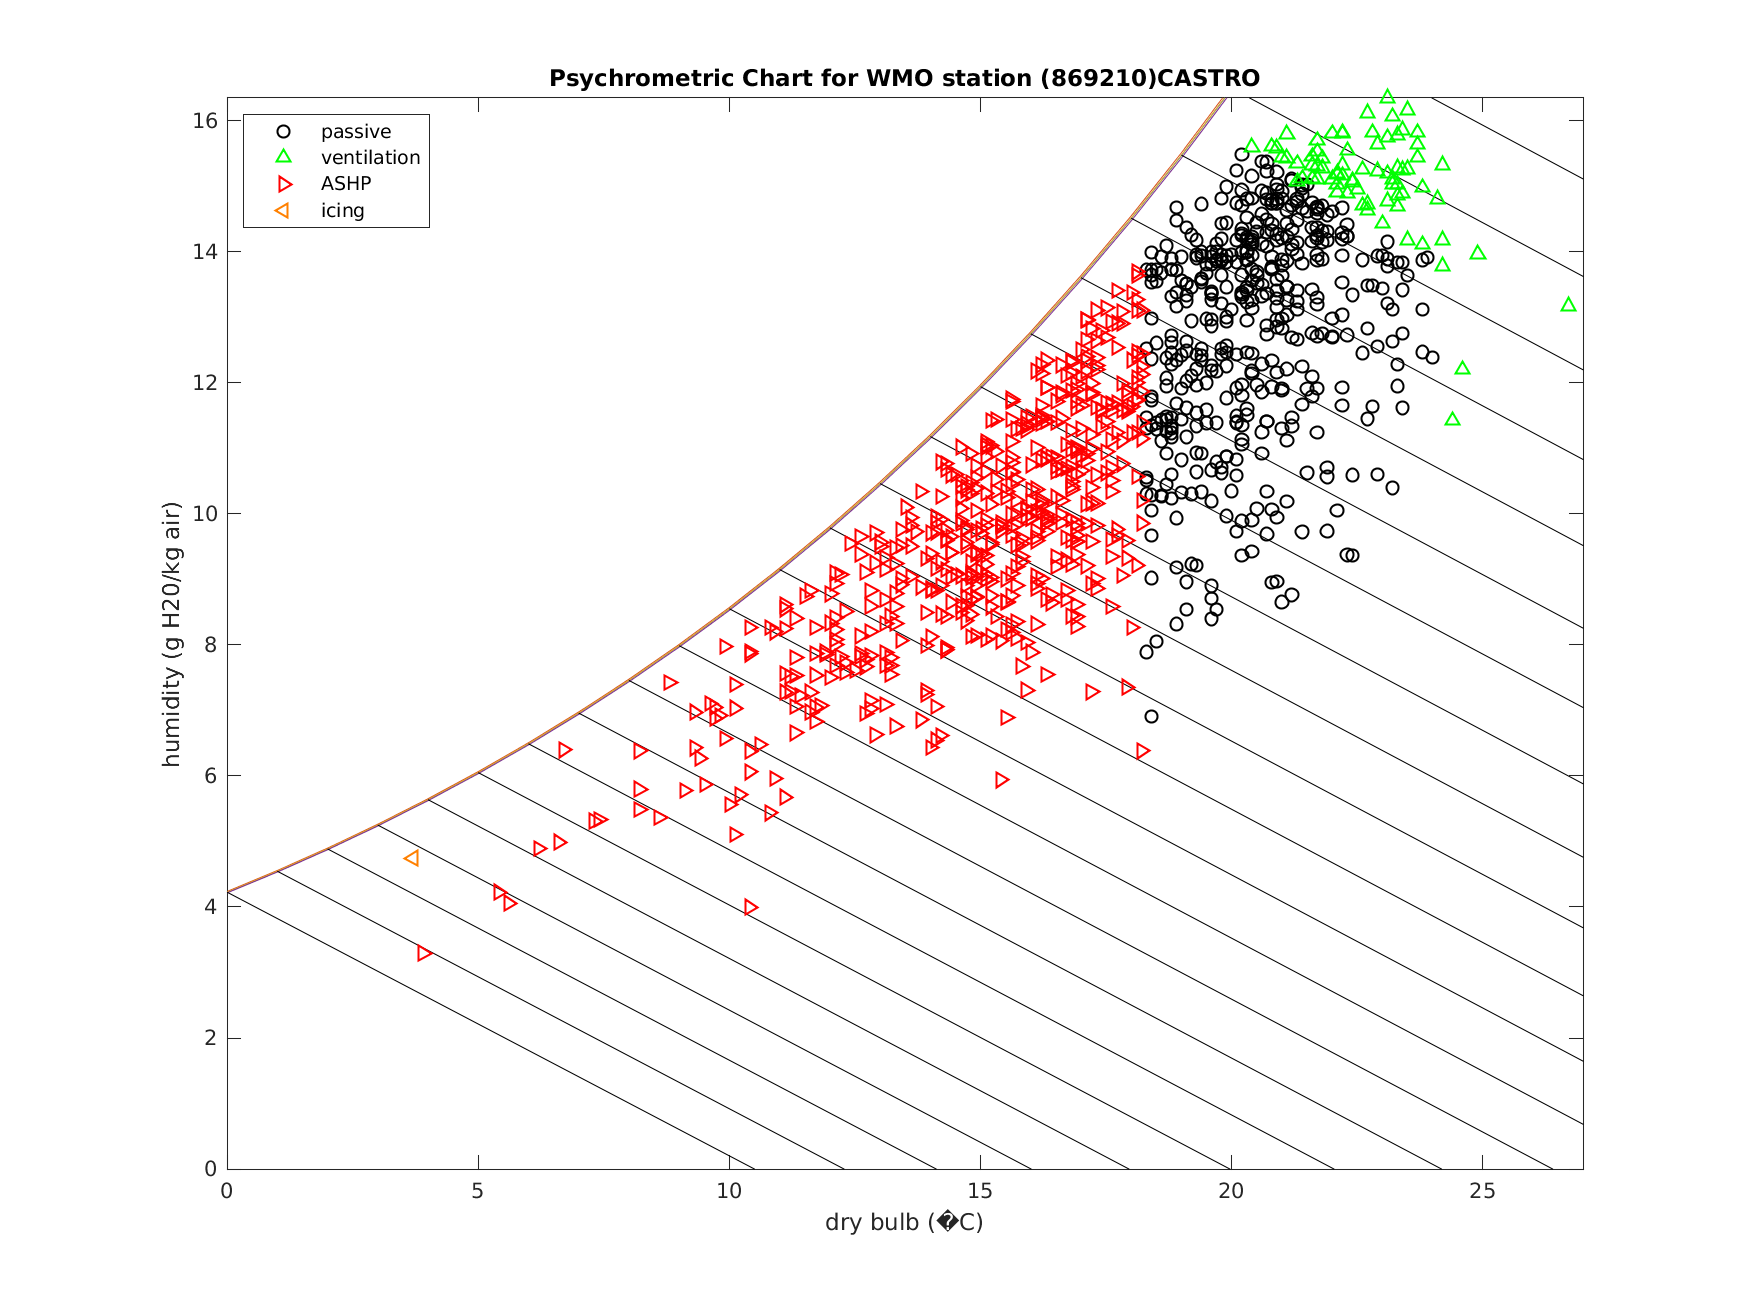 Psychrometric Chart for WMO station (869210)CASTRO
passive
ventilation
ASHP
icing
humidity (g H20/kg air)
16
14
12
10
8
6
4
2
0
0 5 10 15 20 25
dry bulb (�C)